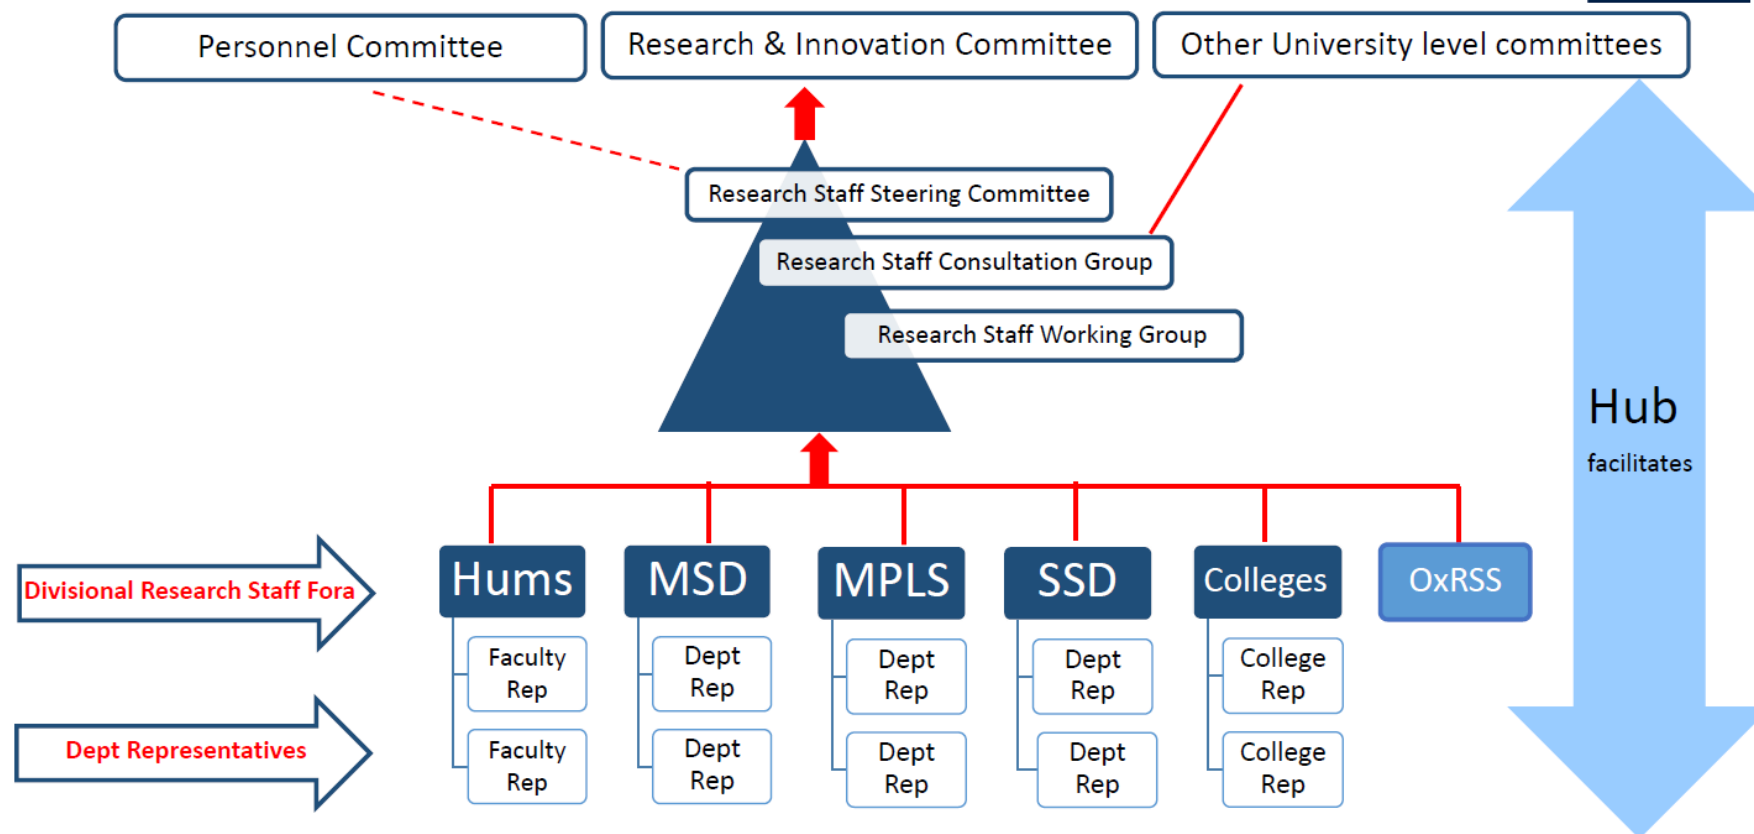 Personnel Committee
Research & Innovation Committee
Other University level committees
Research Staff Steering Committee
Research Staff Consultation Group
Research Staff Working Group
Hub
facilitates
Divisional Research Staff Fora
Hums
MSD
MPLS
SSD
Colleges
OxRSS
Faculty
Rep
Dept
Rep
Dept
Rep
Dept
Rep
College
Rep
Dept Representatives
Faculty
Rep
Dept
Rep
Dept
Rep
Dept
Rep
College
Rep